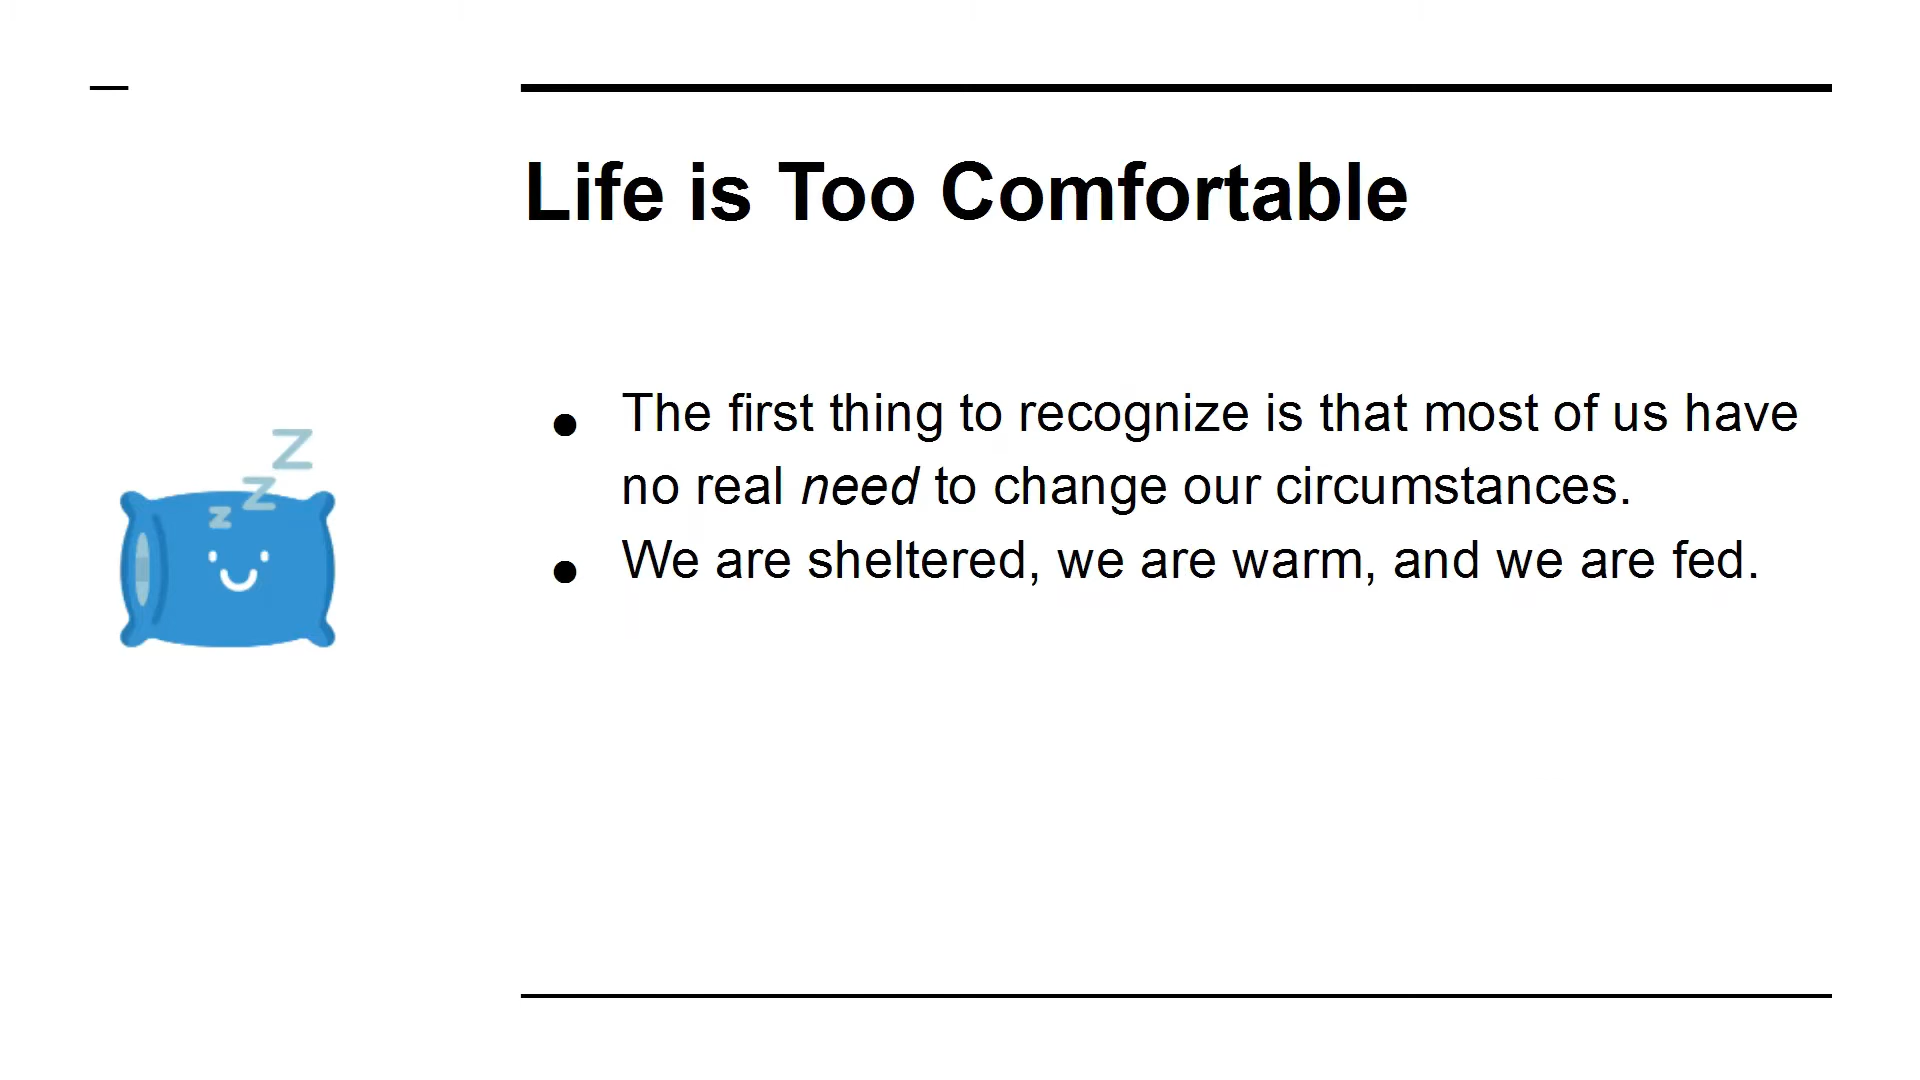 Life is Too Comfortable
z
z
z
● The first thing to recognize is that most of us have
no real need to change our circumstances.
● We are sheltered, we are warm, and we are fed.